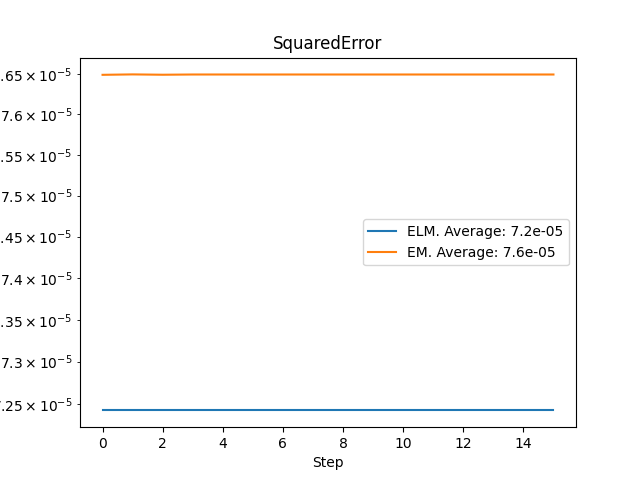 SquaredError
.65 × 10⁻⁵
7.6 × 10⁻⁵
.55 × 10⁻⁵
7.5 × 10⁻⁵
.45 × 10⁻⁵
7.4 × 10⁻⁵
.35 × 10⁻⁵
7.3 × 10⁻⁵
7.25 × 10⁻⁵
ELM. Average: 7.2e-05
EM. Average: 7.6e-05
0 2 4 6 8 10 12 14
Step